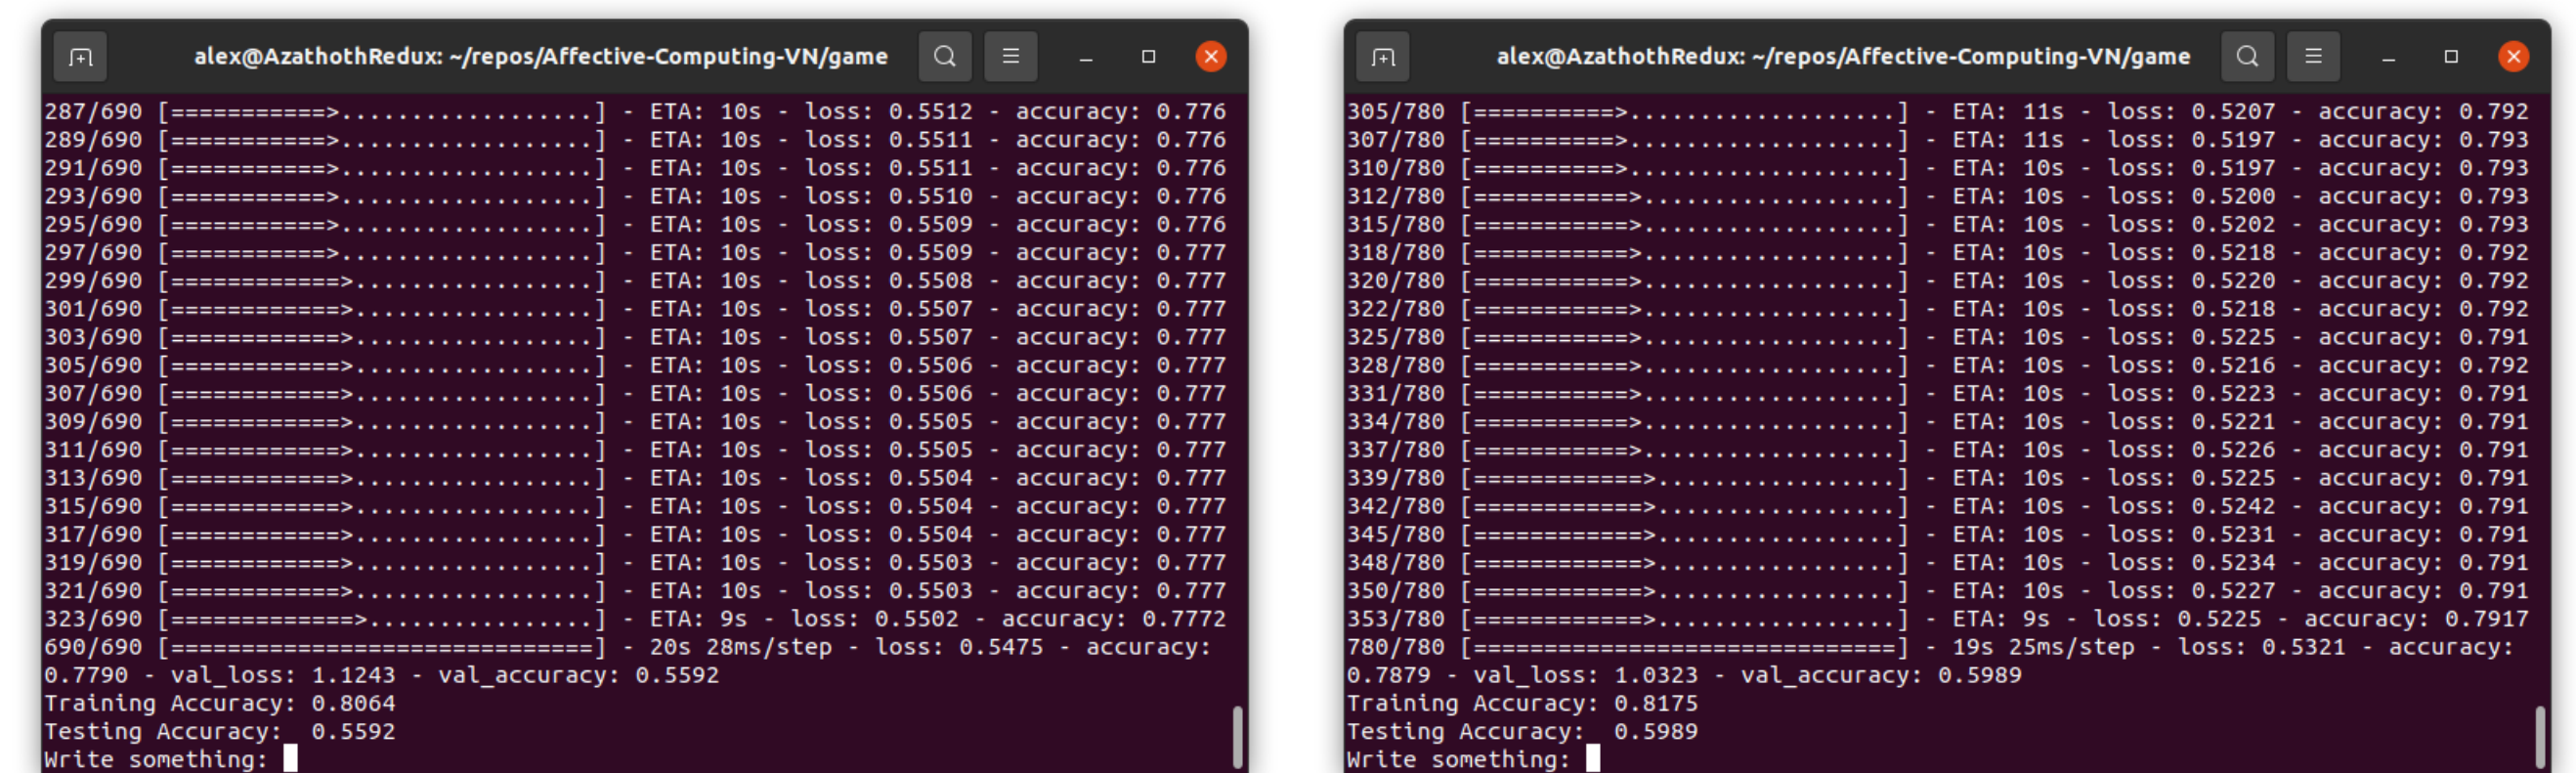 alex@AzathothRedux: ~/repos/Affective-Computing-VN/game
287/690 [===========>..................] - ETA: 10s - loss: 0.5512 - accuracy: 0.776
289/690 [===========>..................] - ETA: 10s - loss: 0.5511 - accuracy: 0.776
291/690 [===========>..................] - ETA: 10s - loss: 0.5511 - accuracy: 0.776
293/690 [===========>..................] - ETA: 10s - loss: 0.5510 - accuracy: 0.776
295/690 [===========>..................] - ETA: 10s - loss: 0.5509 - accuracy: 0.776
297/690 [===========>..................] - ETA: 10s - loss: 0.5509 - accuracy: 0.777
299/690 [============>.................] - ETA: 10s - loss: 0.5508 - accuracy: 0.777
301/690 [============>.................] - ETA: 10s - loss: 0.5507 - accuracy: 0.777
303/690 [============>.................] - ETA: 10s - loss: 0.5507 - accuracy: 0.777
305/690 [============>.................] - ETA: 10s - loss: 0.5506 - accuracy: 0.777
307/690 [============>.................] - ETA: 10s - loss: 0.5506 - accuracy: 0.777
309/690 [============>.................] - ETA: 10s - loss: 0.5505 - accuracy: 0.777
311/690 [============>.................] - ETA: 10s - loss: 0.5505 - accuracy: 0.777
313/690 [============>.................] - ETA: 10s - loss: 0.5504 - accuracy: 0.777
315/690 [============>.................] - ETA: 10s - loss: 0.5504 - accuracy: 0.777
317/690 [============>.................] - ETA: 10s - loss: 0.5504 - accuracy: 0.777
319/690 [============>.................] - ETA: 10s - loss: 0.5503 - accuracy: 0.777
321/690 [============>.................] - ETA: 10s - loss: 0.5503 - accuracy: 0.777
323/690 [=============>................] - ETA: 9s - loss: 0.5502 - accuracy: 0.7772
690/690 [==============================] - 20s 28ms/step - loss: 0.5475 - accuracy:
0.7790 - val_loss: 1.1243 - val_accuracy: 0.5592
Training Accuracy: 0.8064
Testing Accuracy:  0.5592
Write something:
alex@AzathothRedux: ~/repos/Affective-Computing-VN/game
305/780 [==========>...................] - ETA: 11s - loss: 0.5207 - accuracy: 0.792
307/780 [==========>...................] - ETA: 11s - loss: 0.5197 - accuracy: 0.793
310/780 [==========>...................] - ETA: 10s - loss: 0.5197 - accuracy: 0.793
312/780 [===========>..................] - ETA: 10s - loss: 0.5200 - accuracy: 0.793
315/780 [===========>..................] - ETA: 10s - loss: 0.5202 - accuracy: 0.793
318/780 [===========>..................] - ETA: 10s - loss: 0.5218 - accuracy: 0.792
320/780 [===========>..................] - ETA: 10s - loss: 0.5220 - accuracy: 0.792
322/780 [===========>..................] - ETA: 10s - loss: 0.5218 - accuracy: 0.792
325/780 [===========>..................] - ETA: 10s - loss: 0.5225 - accuracy: 0.791
328/780 [===========>..................] - ETA: 10s - loss: 0.5216 - accuracy: 0.792
331/780 [===========>..................] - ETA: 10s - loss: 0.5223 - accuracy: 0.791
334/780 [===========>..................] - ETA: 10s - loss: 0.5221 - accuracy: 0.791
337/780 [===========>..................] - ETA: 10s - loss: 0.5226 - accuracy: 0.791
339/780 [============>.................] - ETA: 10s - loss: 0.5225 - accuracy: 0.791
342/780 [============>.................] - ETA: 10s - loss: 0.5242 - accuracy: 0.791
345/780 [============>.................] - ETA: 10s - loss: 0.5231 - accuracy: 0.791
348/780 [============>.................] - ETA: 10s - loss: 0.5234 - accuracy: 0.791
350/780 [============>.................] - ETA: 10s - loss: 0.5227 - accuracy: 0.791
353/780 [============>.................] - ETA: 9s - loss: 0.5225 - accuracy: 0.7917
780/780 [==============================] - 19s 25ms/step - loss: 0.5321 - accuracy:
0.7879 - val_loss: 1.0323 - val_accuracy: 0.5989
Training Accuracy: 0.8175
Testing Accuracy:  0.5989
Write something: